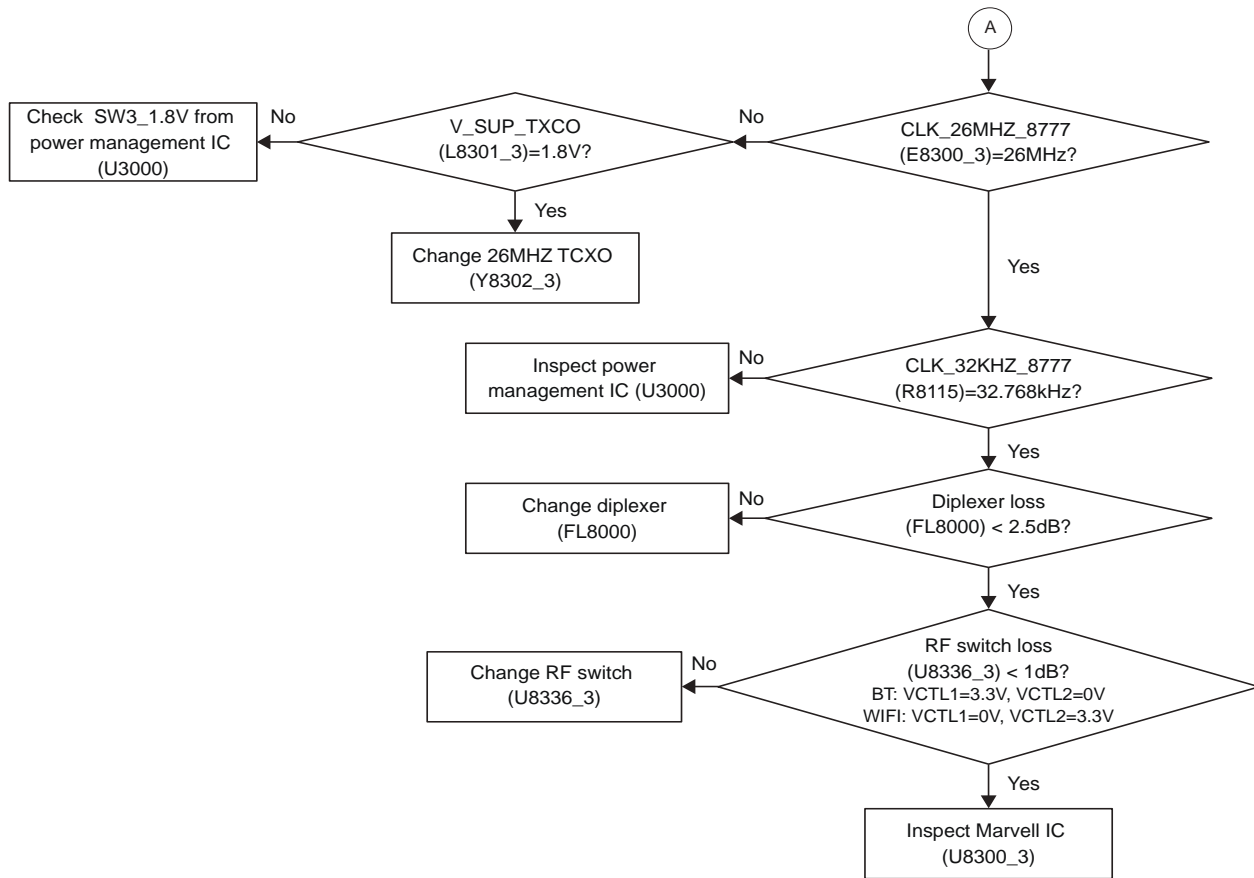 A
CLK_26MHZ_8777
(E8300_3)=26MHz?
No
Yes
V_SUP_TXCO
(L8301_3)=1.8V?
No
Yes
Check SW3_1.8V from
power management IC
(U3000)
Change 26MHZ TCXO
(Y8302_3)
CLK_32KHZ_8777
(R8115)=32.768kHz?
No
Yes
Inspect power
management IC (U3000)
Diplexer loss
(FL8000) < 2.5dB?
No
Yes
Change diplexer
(FL8000)
RF switch loss
(U8336_3) < 1dB?
BT: VCTL1=3.3V, VCTL2=0V
WIFI: VCTL1=0V, VCTL2=3.3V
No
Yes
Change RF switch
(U8336_3)
Inspect Marvell IC
(U8300_3)